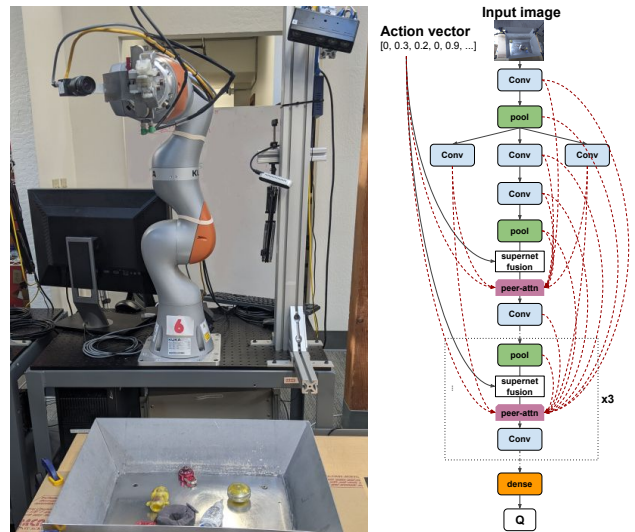 Input image
Action vector
[0, 0.3, 0.2, 0, 0.9, ...]
Conv
pool
Conv
Conv
Conv
Conv
pool
supernet
fusion
peer-attn
Conv
pool
...
supernet
fusion
peer-attn
x3
Conv
dense
Q
6